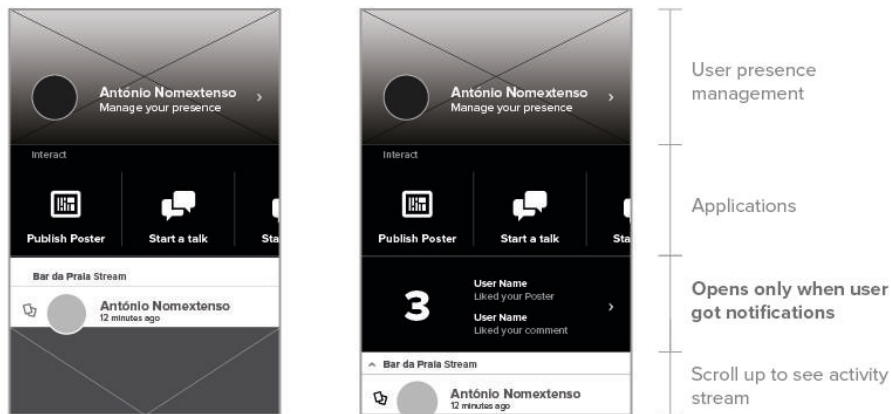 António Nomextenso
Manage your presence
Interact
Publish Poster
Start a talk
Sta
Bar da Praia Stream
António Nomextenso
12 minutes ago
António Nomextenso
Manage your presence
Interact
Publish Poster
Start a talk
Sta
3
User Name
Liked your Poster
User Name
Liked your comment
Bar da Praia Stream
António Nomextenso
12 minutes ago
User presence
management
Applications
Opens only when user
got notifications
Scroll up to see activity
stream